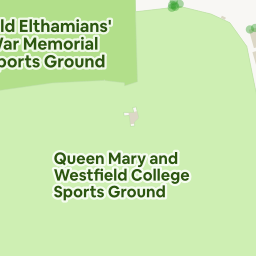 ld Elthamians'
War Memorial
ports Ground
Queen Mary and
Westfield College
Sports Ground